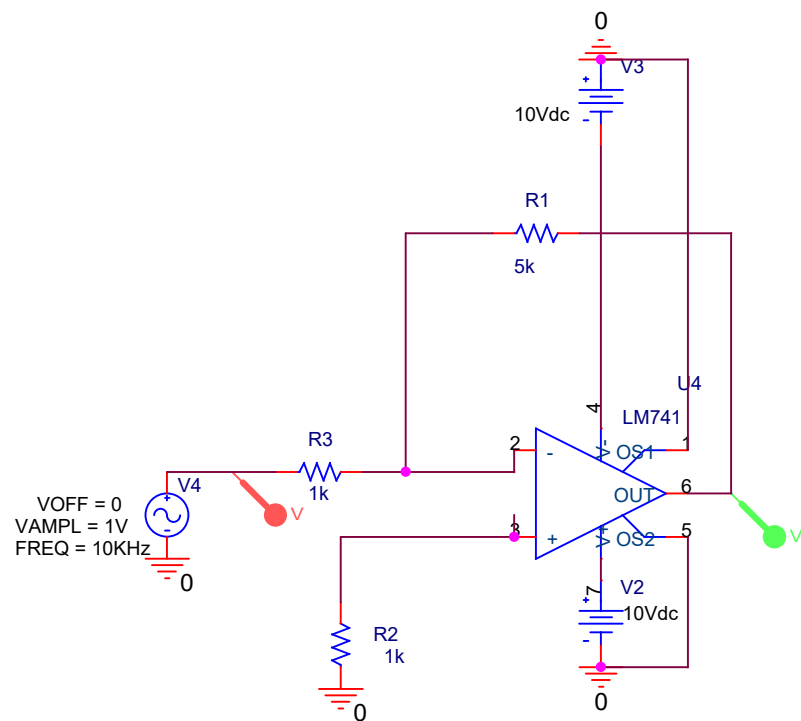 0
V3
+
10Vdc
-
R1
5k
U4
LM741
4
V-
OS1
1
2
-
R3
1k
V4
+
-
V
OUT
6
VOFF = 0
VAMPL = 1V
FREQ = 10KHz
0
3
+
V+
OS2
5
V
7
V2
+
10Vdc
-
R2
1k
0
0